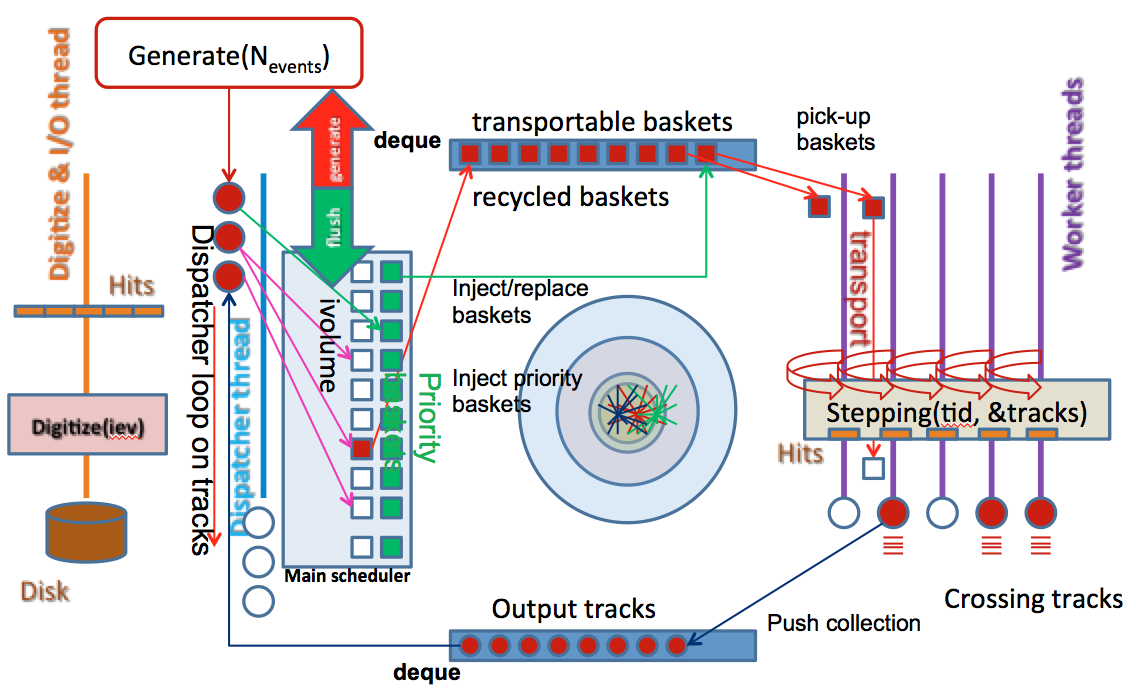 Generate(Nevents)
Digitize & I/O thread
generate
flush
deque
transportable baskets
recycled baskets
pick-up
baskets
Worker threads
transport
Hits
Dispatcher loop on tracks
Dispatcher thread
ivolume
Inject/replace
baskets
Inject priority
baskets
Priority
baskets
Digitize(iev)
Stepping(tid, &tracks)
Hits
Disk
Main scheduler
Output tracks
Push collection
Crossing tracks
deque